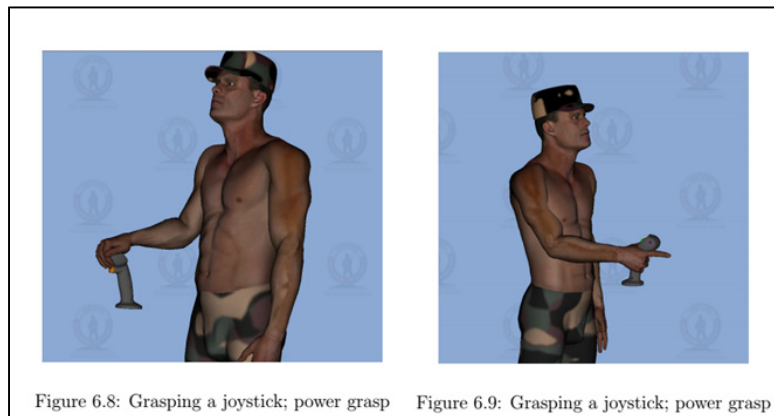 Figure 6.8: Grasping a joystick; power grasp
Figure 6.9: Grasping a joystick; power grasp